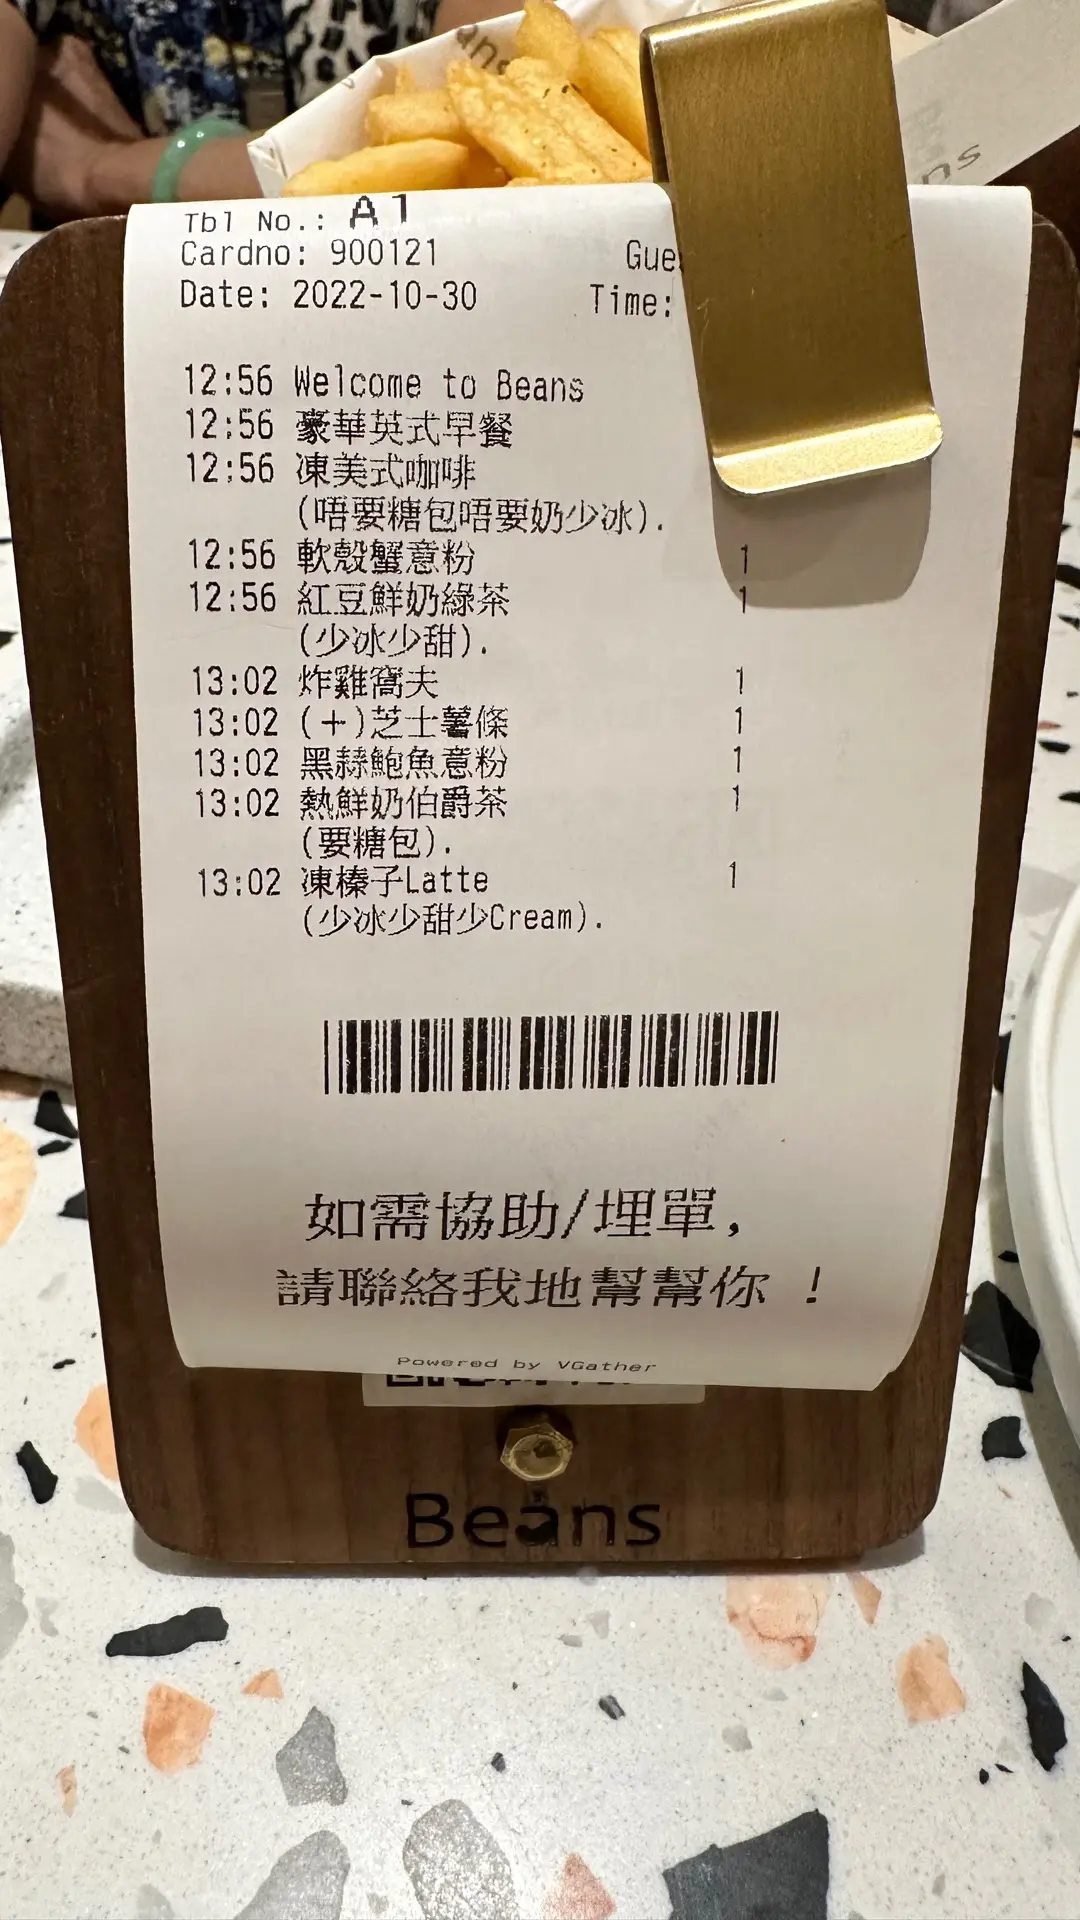 Tbl No.: A1
Cardno: 900121
Date: 2022-10-30 Time:
12:56 Welcome to Beans
12:56 豪華英式早餐
12:56 凍美式咖啡
(唔要糖包唔要奶少冰).
12:56 軟殼蟹意粉 1
12:56 紅豆鮮奶綠茶 1
(少冰少甜).
13:02 炸雞窩夫 1
13:02 (+)芝士薯條 1
13:02 黑蒜鮑魚意粉 1
13:02 熱鮮奶伯爵茶 1
(要糖包).
13:02 凍榛子Latte 1
(少冰少甜少Cream).
如需協助/埋單,
請聯絡我地幫幫你 !
Powered by VGather
Beans